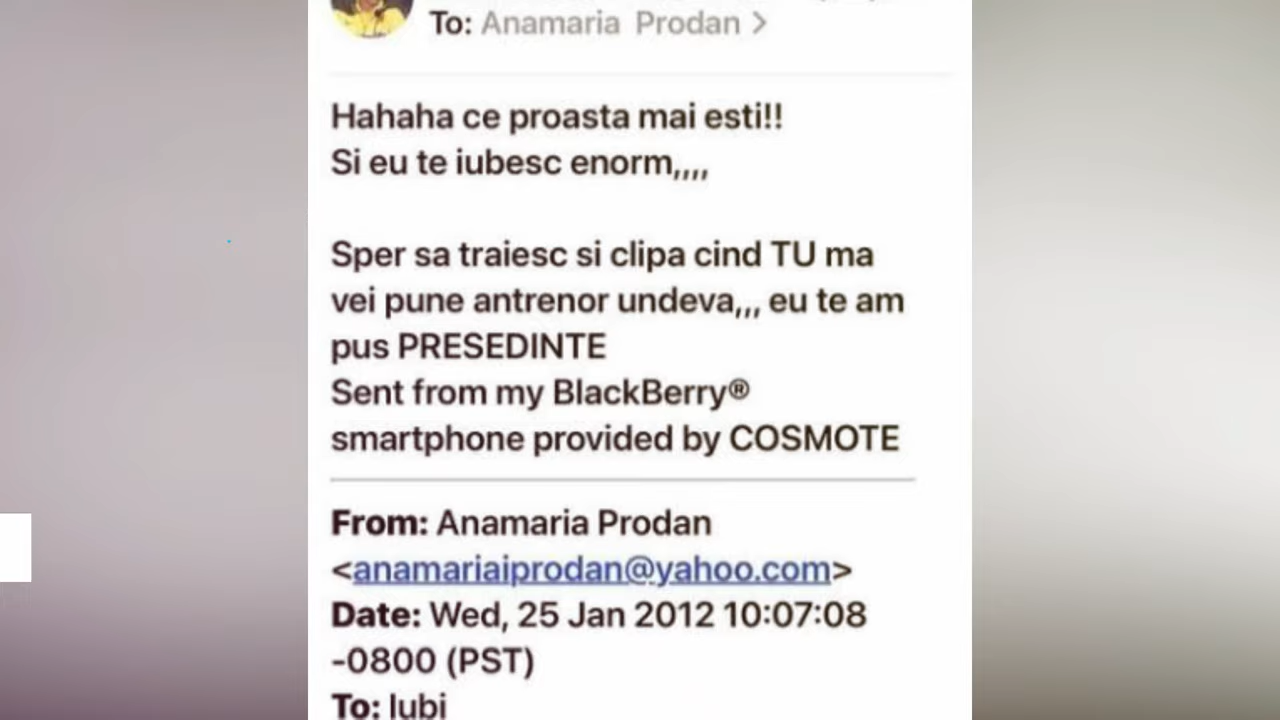 To: Anamaria Prodan >
Hahaha ce proasta mai esti!!
Si eu te iubesc enorm,,,,
Sper sa traiesc si clipa cind TU ma
vei pune antrenor undeva,,, eu te am
pus PRESEDINTE
Sent from my BlackBerry®
smartphone provided by COSMOTE
From: Anamaria Prodan
<anamariaiprodan@yahoo.com>
Date: Wed, 25 Jan 2012 10:07:08
-0800 (PST)
To: Iubi